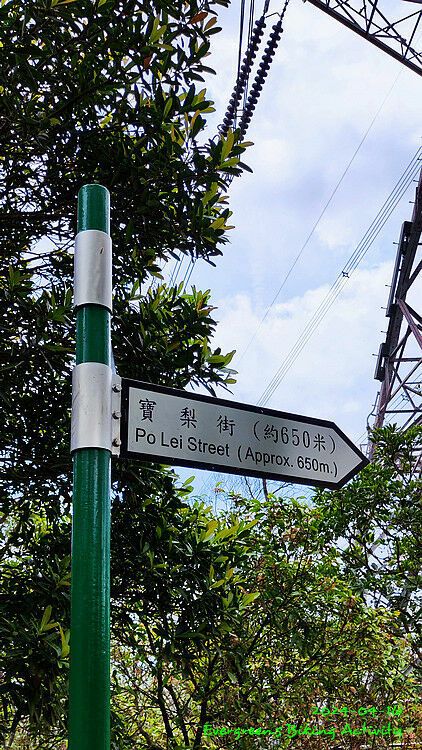 寶梨街（約650米）
Po Lei Street (Approx. 650m.)
Evergreens Biking Activity